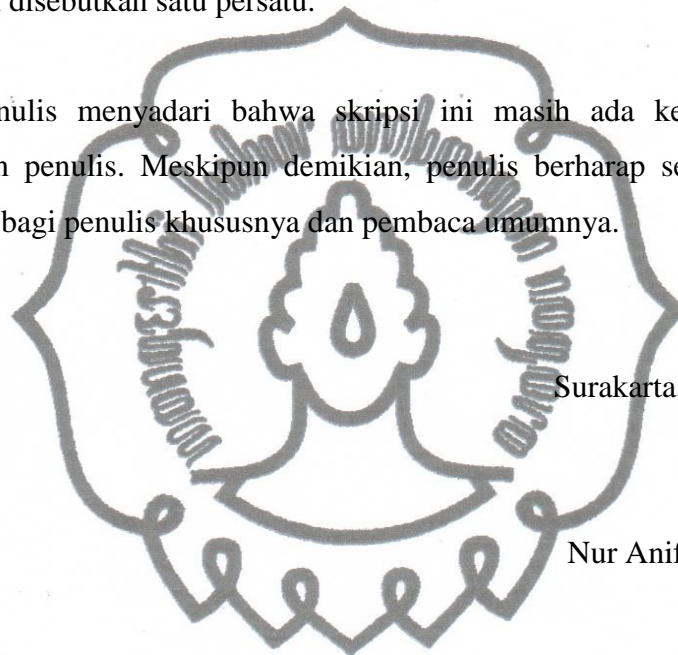 disebutkan satu persatu.
nulis menyadari bahwa skripsi ini masih ada ke
penulis. Meskipun demikian, penulis berharap se
bagi penulis khususnya dan pembaca umumnya.
Surakarta,
Nur Anif